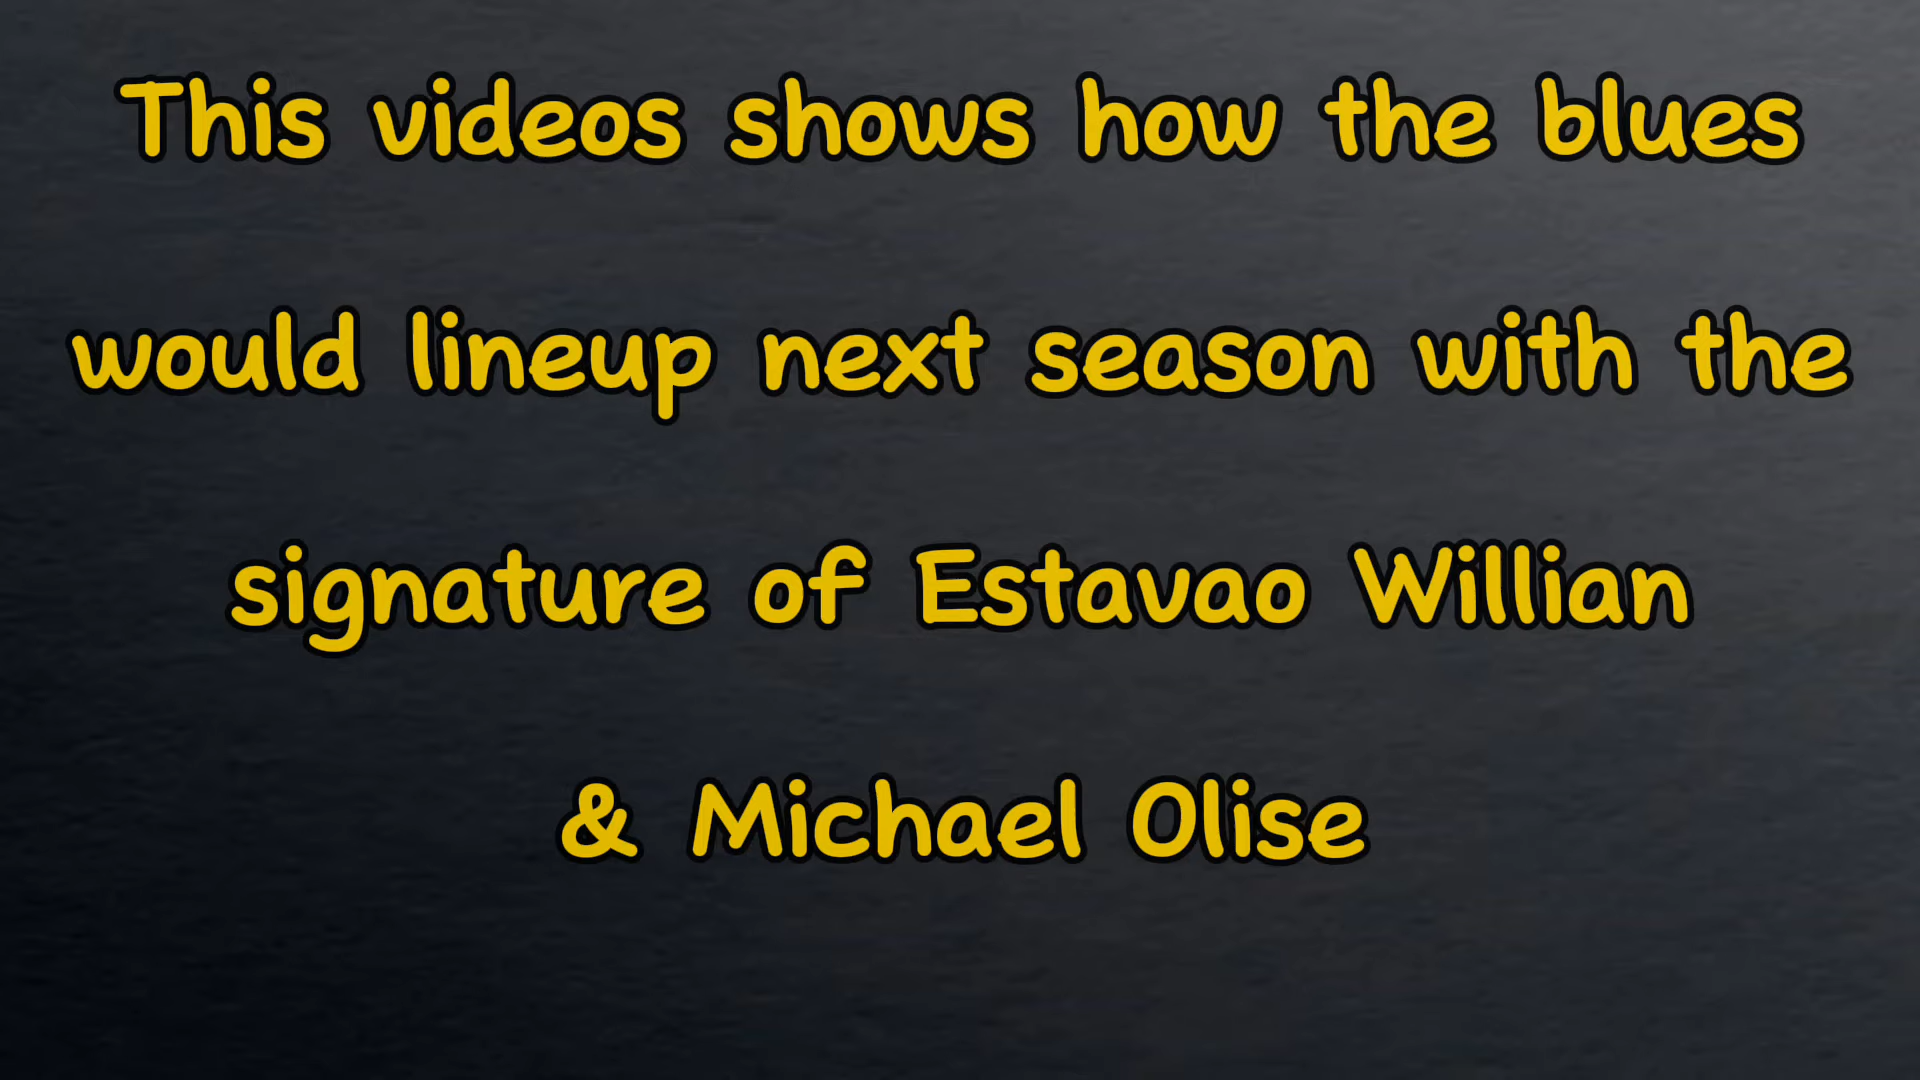 This videos shows how the blues
would lineup next season with the
signature of Estavao Willian
& Michael Olise